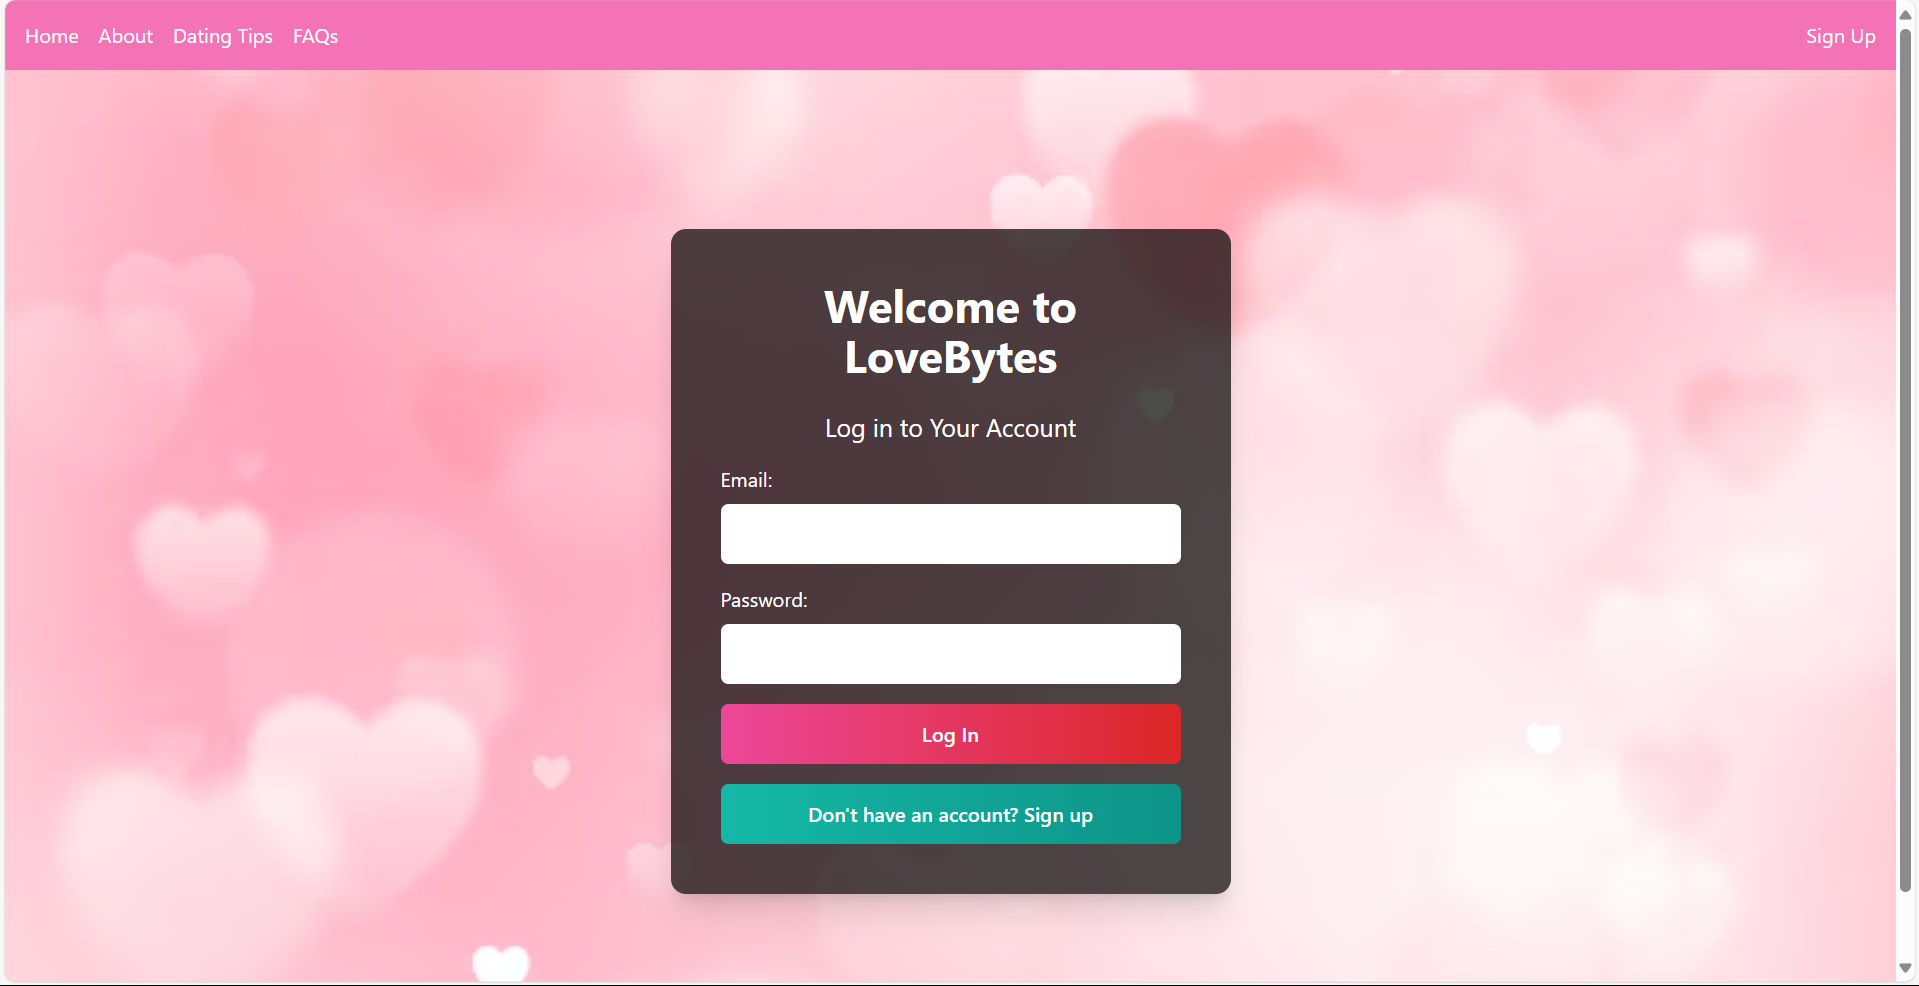 Home About Dating Tips FAQs Sign Up
Welcome to
LoveBytes
Log in to Your Account
Email:
Password:
Log In
Don't have an account? Sign up